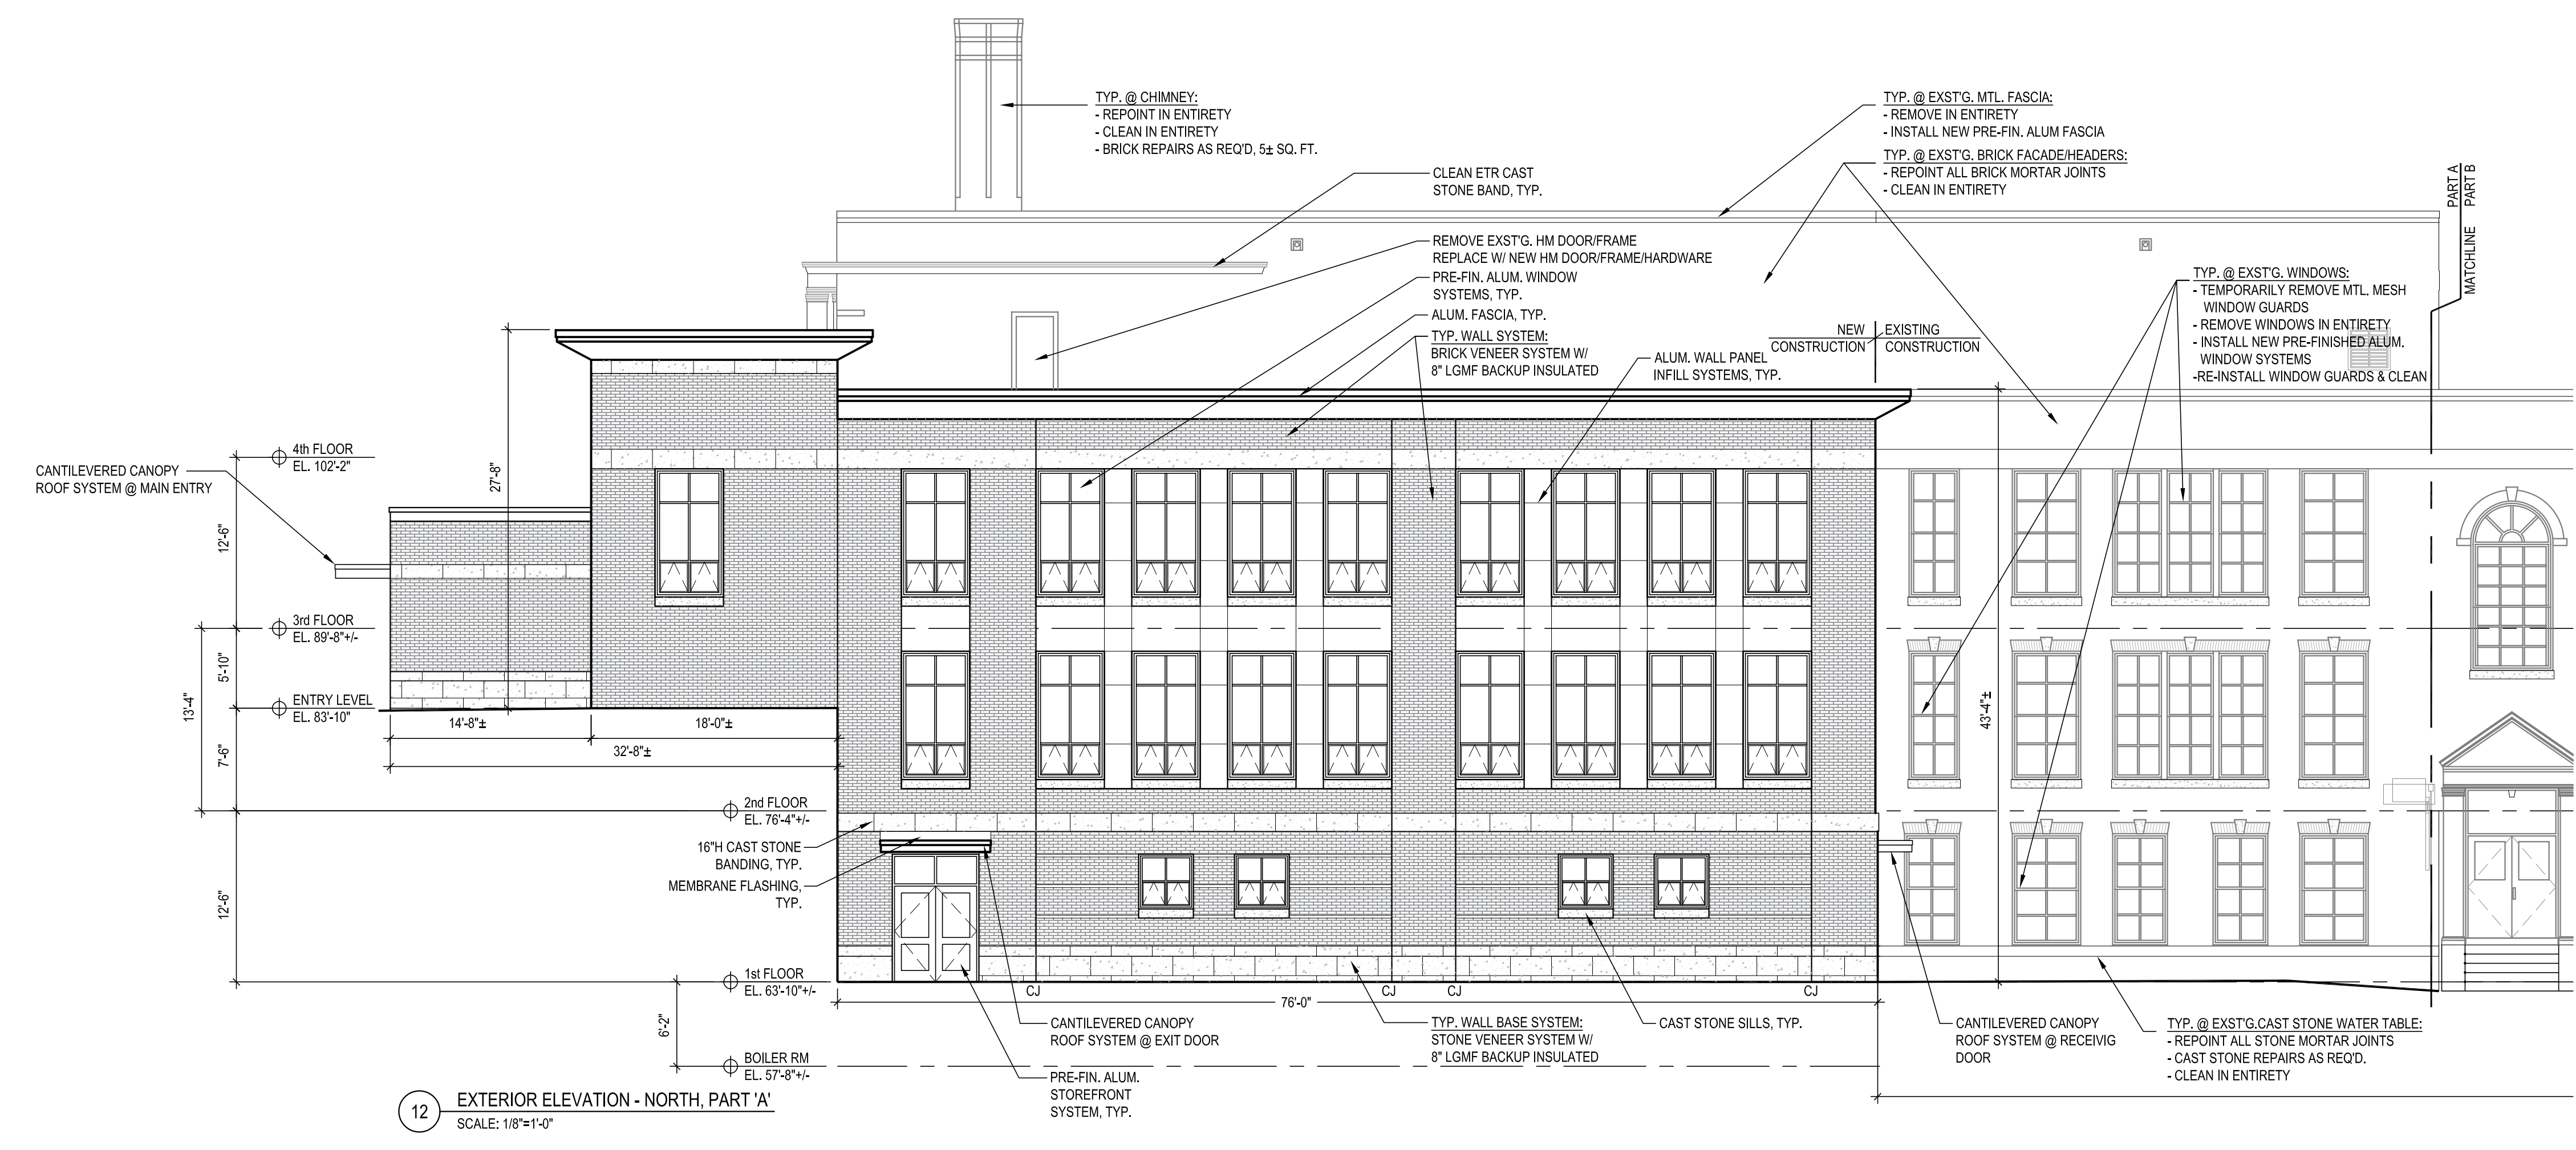 TYP. @ CHIMNEY:
- REPOINT IN ENTIRETY
- CLEAN IN ENTIRETY
- BRICK REPAIRS AS REQ'D, 5± SQ. FT.
TYP. @ EXST'G. MTL. FASCIA:
- REMOVE IN ENTIRETY
- INSTALL NEW PRE-FIN. ALUM FASCIA
TYP. @ EXST'G. BRICK FACADE/HEADERS:
- REPOINT ALL BRICK MORTAR JOINTS
- CLEAN IN ENTIRETY
CLEAN ETR CAST
STONE BAND, TYP.
PART A
PART B
MATCHLINE
REMOVE EXST'G. HM DOOR/FRAME
REPLACE W/ NEW HM DOOR/FRAME/HARDWARE
PRE-FIN. ALUM. WINDOW
SYSTEMS, TYP.
ALUM. FASCIA, TYP.
TYP. WALL SYSTEM:
BRICK VENEER SYSTEM W/
8" LGMF BACKUP INSULATED
ALUM. WALL PANEL
INFILL SYSTEMS, TYP.
NEW
CONSTRUCTION
EXISTING
CONSTRUCTION
TYP. @ EXST'G. WINDOWS:
- TEMPORARILY REMOVE MTL. MESH
WINDOW GUARDS
- REMOVE WINDOWS IN ENTIRETY
- INSTALL NEW PRE-FINISHED ALUM.
WINDOW SYSTEMS
-RE-INSTALL WINDOW GUARDS & CLEAN
4th FLOOR
EL. 102'-2"
CANTILEVERED CANOPY
ROOF SYSTEM @ MAIN ENTRY
27'-8"
12'-6"
3rd FLOOR
EL. 89'-8"+/-
5'-10"
13'-4"
ENTRY LEVEL
EL. 83'-10"
14'-8"±
18'-0"±
32'-8"±
43'-4"±
7'-6"
2nd FLOOR
EL. 76'-4"+/-
16"H CAST STONE
BANDING, TYP.
MEMBRANE FLASHING,
TYP.
12'-6"
1st FLOOR
EL. 63'-10"+/-
CJ
CJ
CJ
CJ
76'-0"
6'-2"
CANTILEVERED CANOPY
ROOF SYSTEM @ EXIT DOOR
TYP. WALL BASE SYSTEM:
STONE VENEER SYSTEM W/
8" LGMF BACKUP INSULATED
CAST STONE SILLS, TYP.
CANTILEVERED CANOPY
ROOF SYSTEM @ RECEIVIG
DOOR
TYP. @ EXST'G.CAST STONE WATER TABLE:
- REPOINT ALL STONE MORTAR JOINTS
- CAST STONE REPAIRS AS REQ'D.
- CLEAN IN ENTIRETY
BOILER RM
EL. 57'-8"+/-
PRE-FIN. ALUM.
STOREFRONT
SYSTEM, TYP.
12
EXTERIOR ELEVATION - NORTH, PART 'A'
SCALE: 1/8"=1'-0"